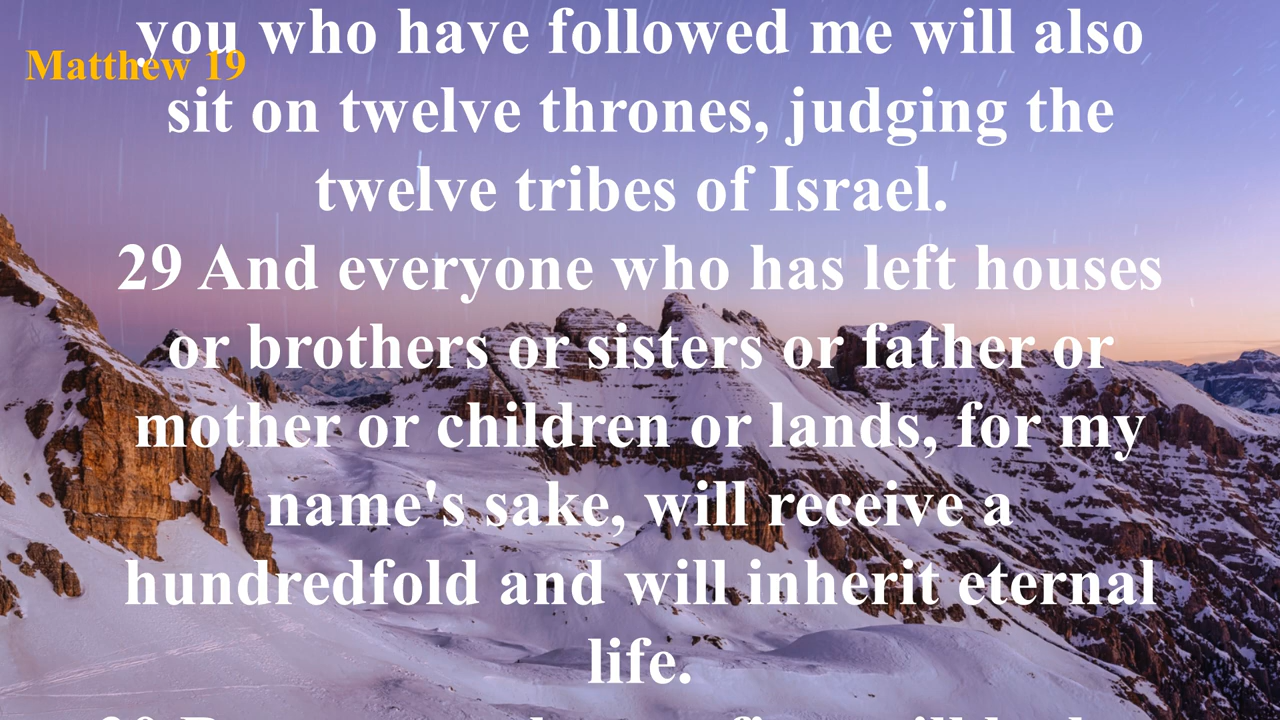 you who have followed me will also
Matthew 19
sit on twelve thrones, judging the
twelve tribes of Israel.
29 And everyone who has left houses
or brothers or sisters or father or
mother or children or lands, for my
name's sake, will receive a
hundredfold and will inherit eternal
life.